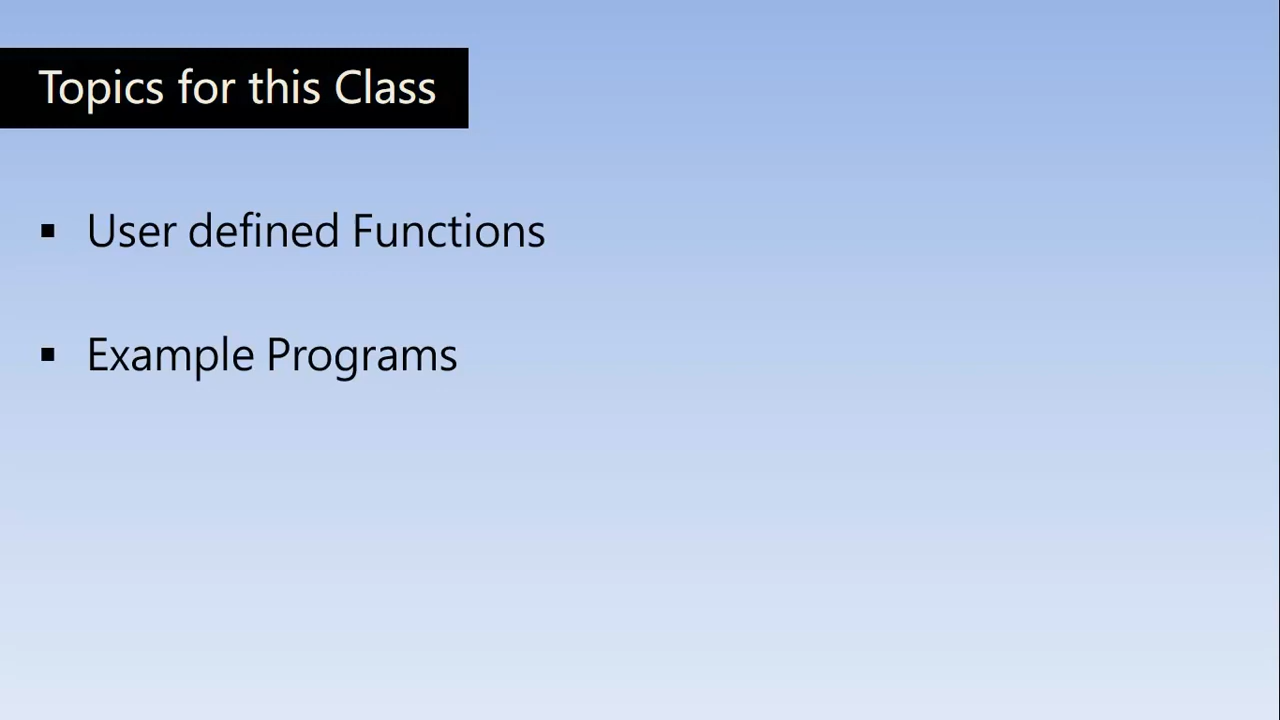 Topics for this Class
▪ User defined Functions
▪ Example Programs